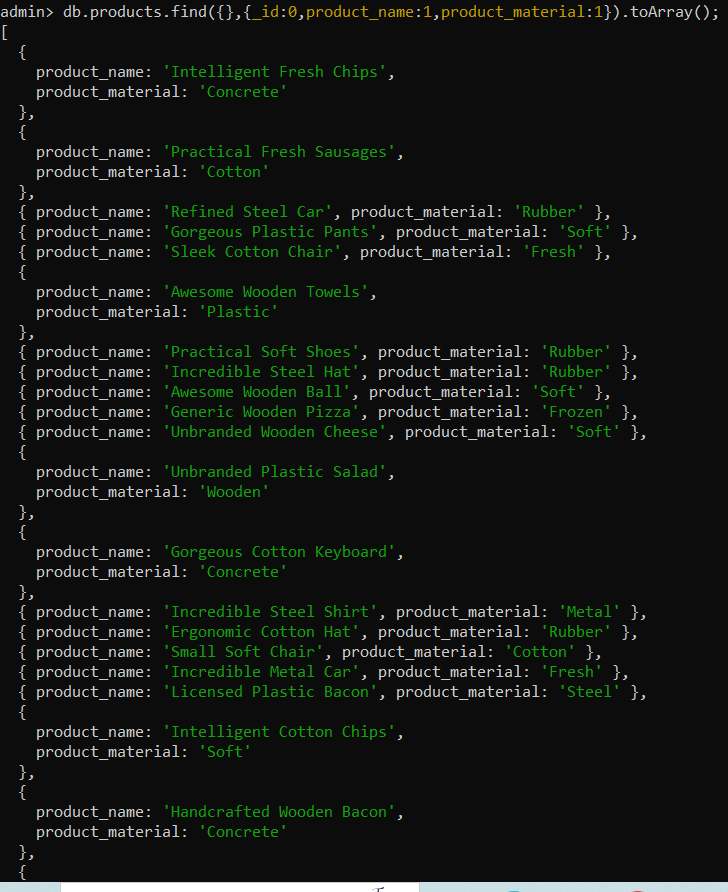 admin> db.products.find({},{_id:0,product_name:1,product_material:1}).toArray();
[
  {
    product_name: 'Intelligent Fresh Chips',
    product_material: 'Concrete'
  },
  {
    product_name: 'Practical Fresh Sausages',
    product_material: 'Cotton'
  },
  { product_name: 'Refined Steel Car', product_material: 'Rubber' },
  { product_name: 'Gorgeous Plastic Pants', product_material: 'Soft' },
  { product_name: 'Sleek Cotton Chair', product_material: 'Fresh' },
  {
    product_name: 'Awesome Wooden Towels',
    product_material: 'Plastic'
  },
  { product_name: 'Practical Soft Shoes', product_material: 'Rubber' },
  { product_name: 'Incredible Steel Hat', product_material: 'Rubber' },
  { product_name: 'Awesome Wooden Ball', product_material: 'Soft' },
  { product_name: 'Generic Wooden Pizza', product_material: 'Frozen' },
  { product_name: 'Unbranded Wooden Cheese', product_material: 'Soft' },
  {
    product_name: 'Unbranded Plastic Salad',
    product_material: 'Wooden'
  },
  {
    product_name: 'Gorgeous Cotton Keyboard',
    product_material: 'Concrete'
  },
  { product_name: 'Incredible Steel Shirt', product_material: 'Metal' },
  { product_name: 'Ergonomic Cotton Hat', product_material: 'Rubber' },
  { product_name: 'Small Soft Chair', product_material: 'Cotton' },
  { product_name: 'Incredible Metal Car', product_material: 'Fresh' },
  { product_name: 'Licensed Plastic Bacon', product_material: 'Steel' },
  {
    product_name: 'Intelligent Cotton Chips',
    product_material: 'Soft'
  },
  {
    product_name: 'Handcrafted Wooden Bacon',
    product_material: 'Concrete'
  },
  {